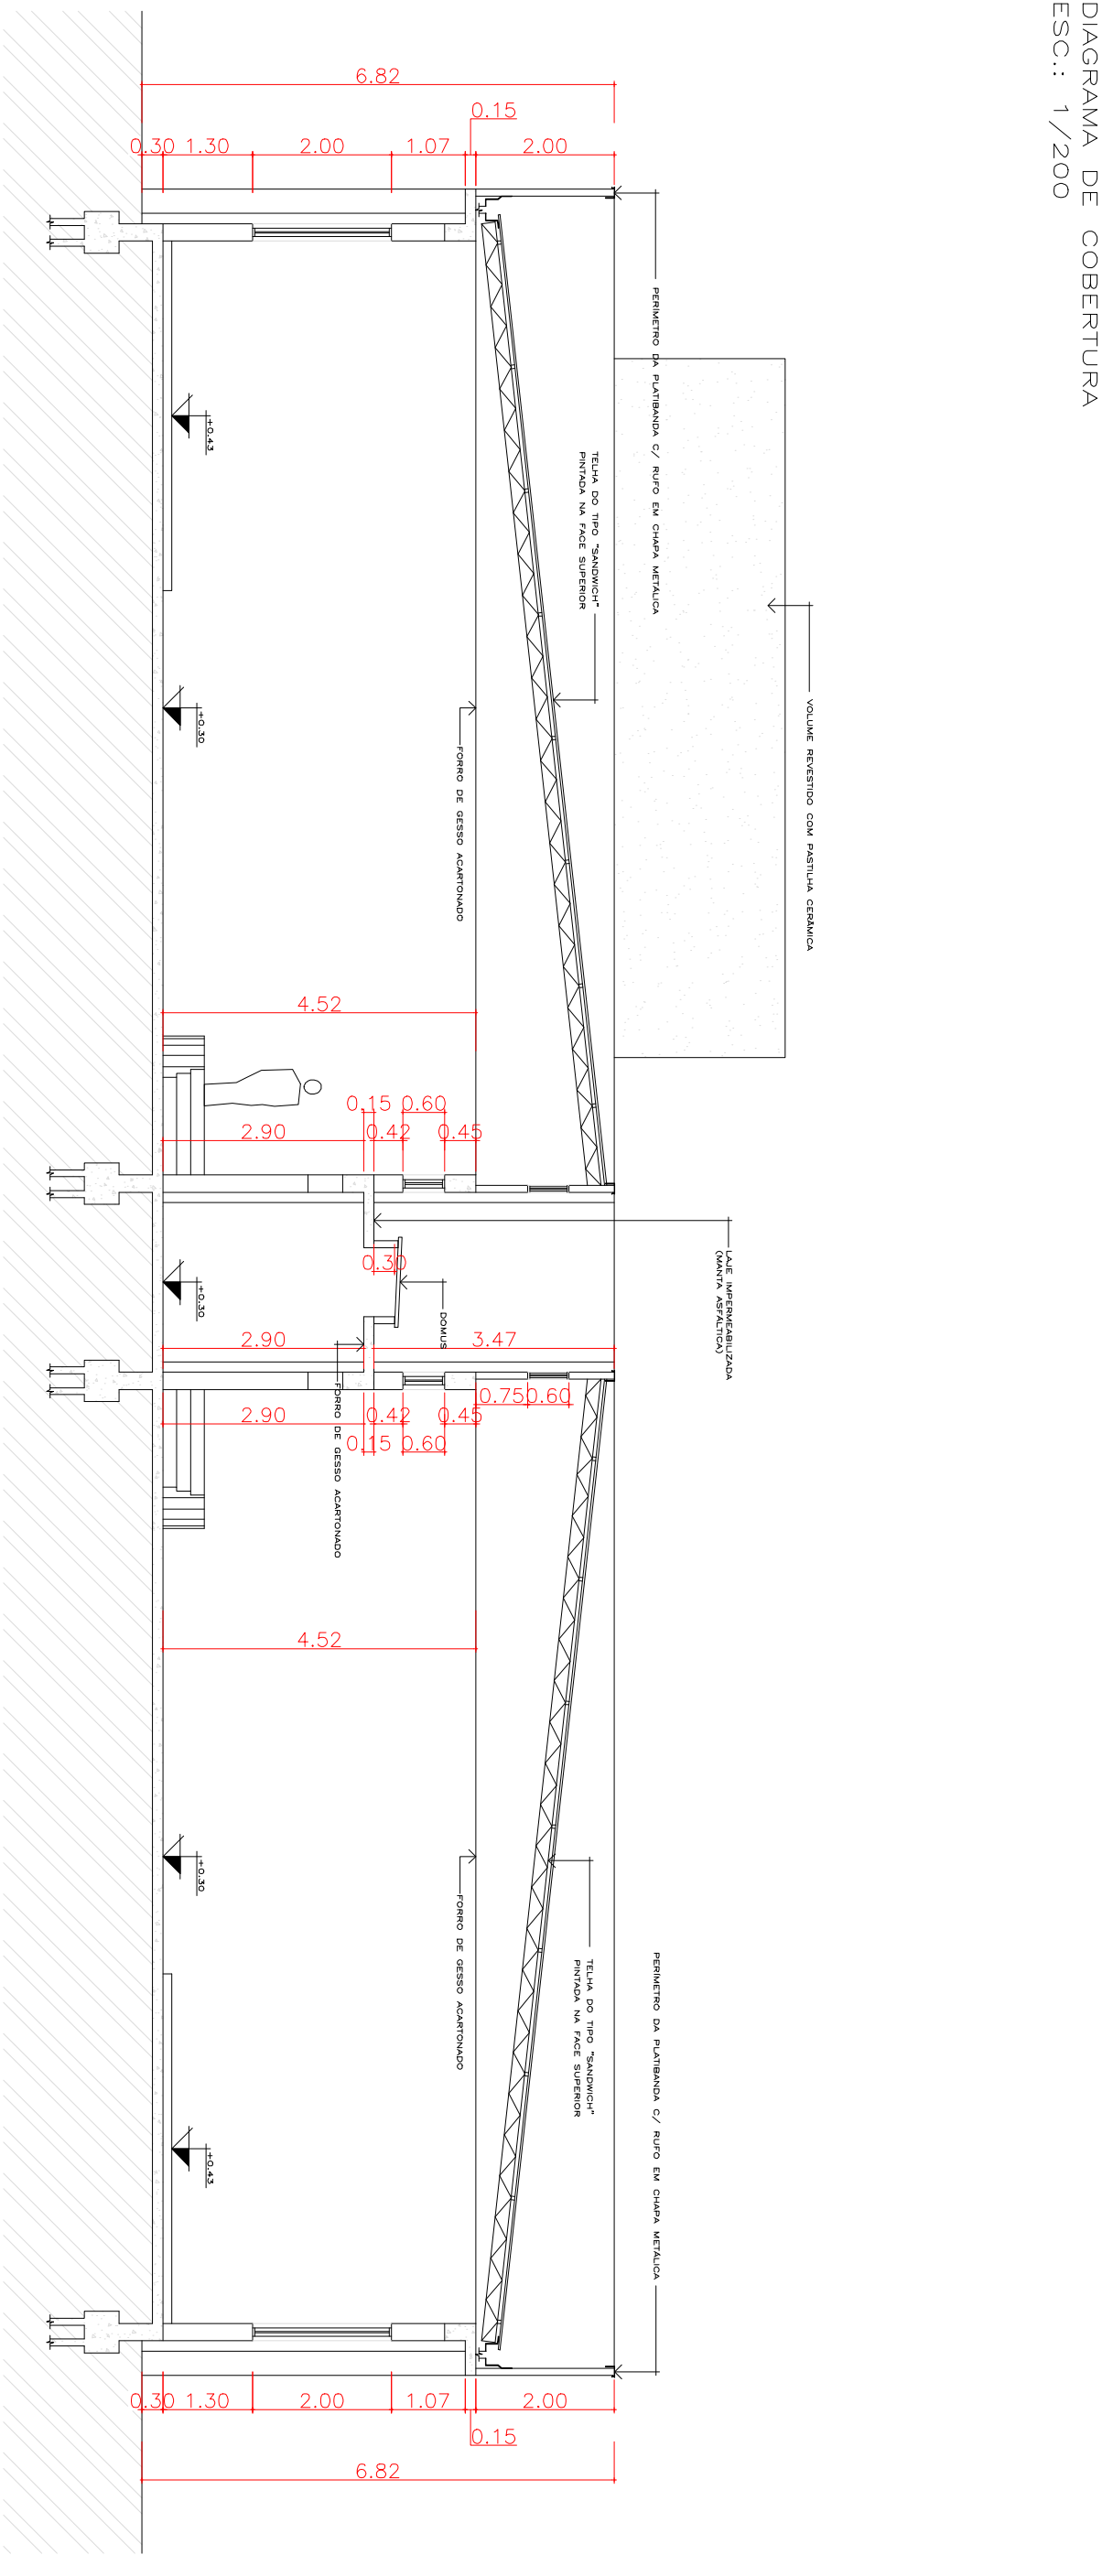 DIAGRAMA DE COBERTURA
ESC.: 1/200
6.82
0.15
0.30 1.30 2.00 1.07 2.00
PERÍMETRO DA PLATIBANDA C/ RUFO EM CHAPA METÁLICA
TELHA DO TIPO "SANDWICH"
PINTADA NA FACE SUPERIOR
VOLUME REVESTIDO COM PASTILHA CERÂMICA
+0.43
+0.30
FORRO DE GESSO ACARTONADO
4.52
0.15 0.60
2.90 0.42 0.45
LAJE IMPERMEABILIZADA
(MANTA ASFÁLTICA)
0.30
+0.30
DOMUS
2.90 3.47
FORRO DE GESSO ACARTONADO
0.75 0.60
2.90 0.42 0.45
0.15 0.60
4.52
+0.30
FORRO DE GESSO ACARTONADO
TELHA DO TIPO "SANDWICH"
PINTADA NA FACE SUPERIOR
PERÍMETRO DA PLATIBANDA C/ RUFO EM CHAPA METÁLICA
+0.43
0.30 1.30 2.00 1.07 2.00
0.15
6.82